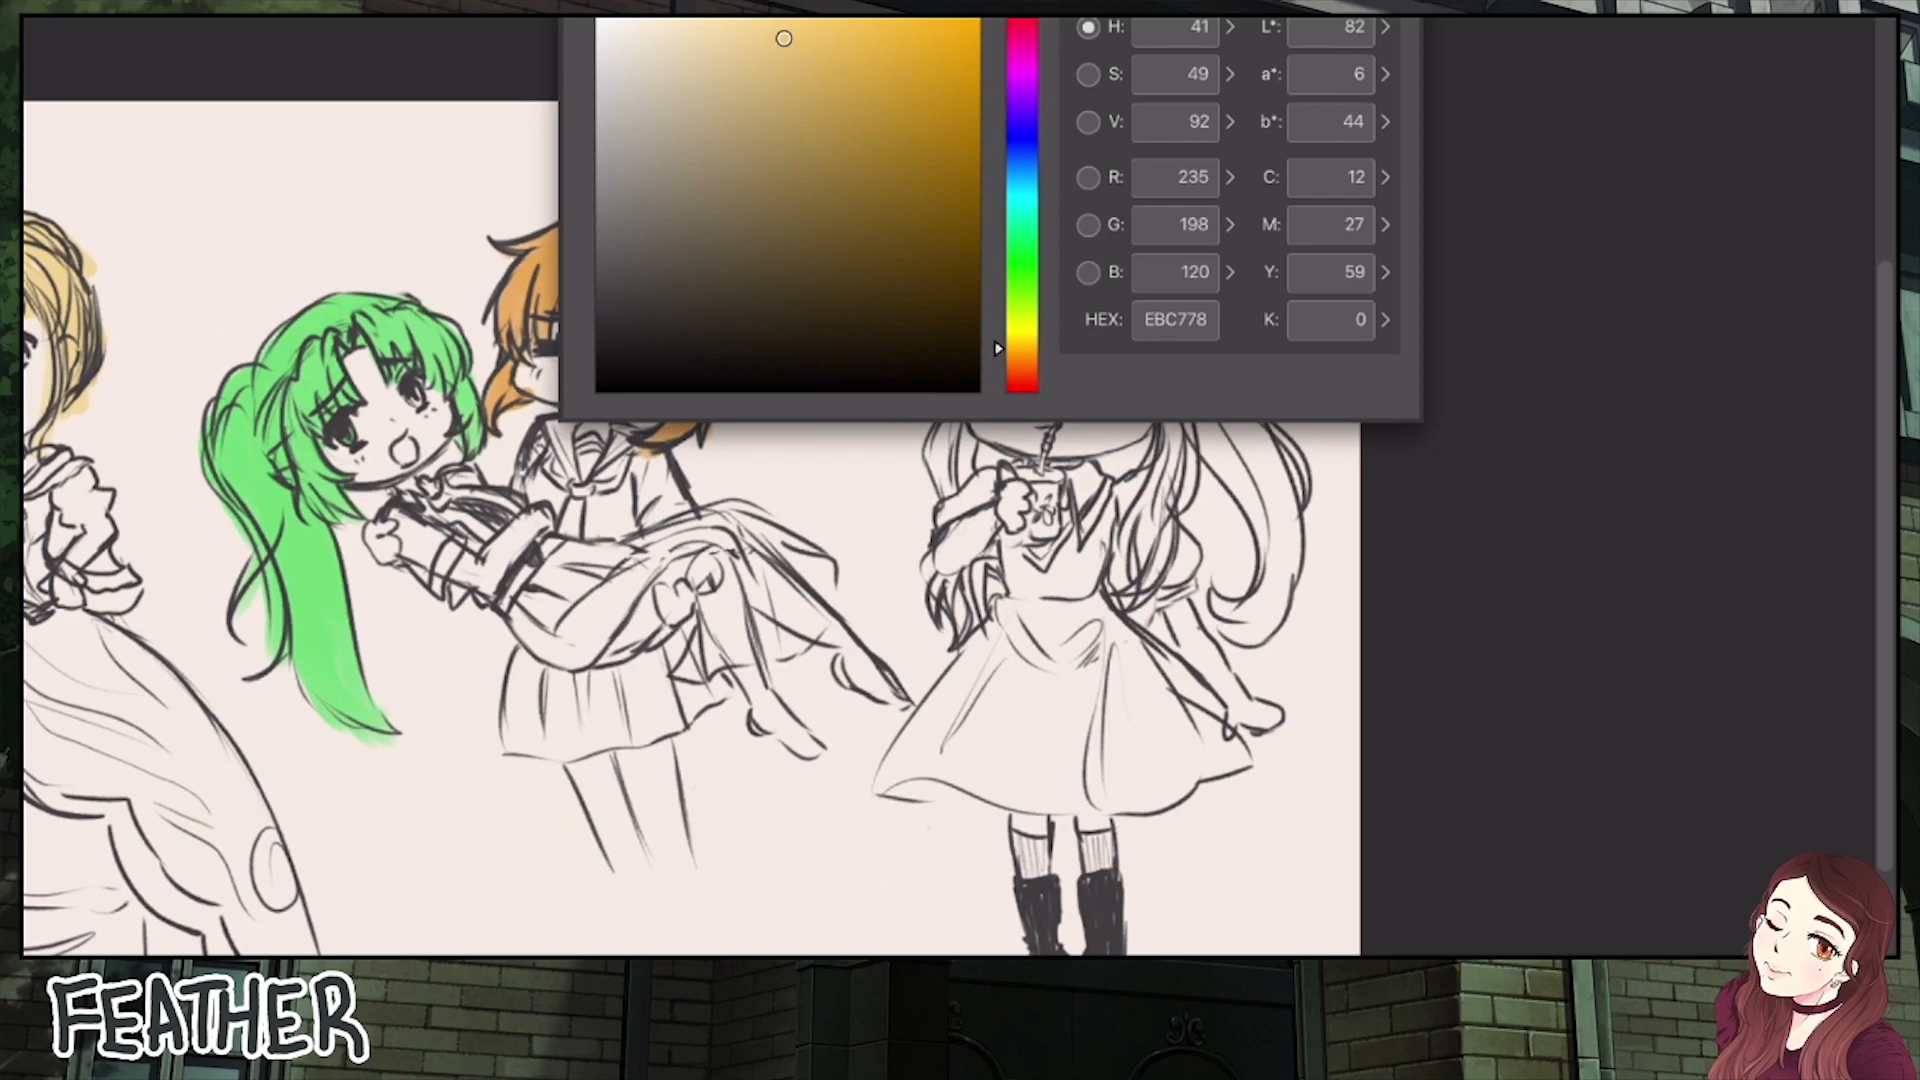 H: 41 L*: 82
S: 49 a*: 6
V: 92 b*: 44
R: 235 C: 12
G: 198 M: 27
B: 120 Y: 59
HEX: EBC778 K: 0
FEATHER